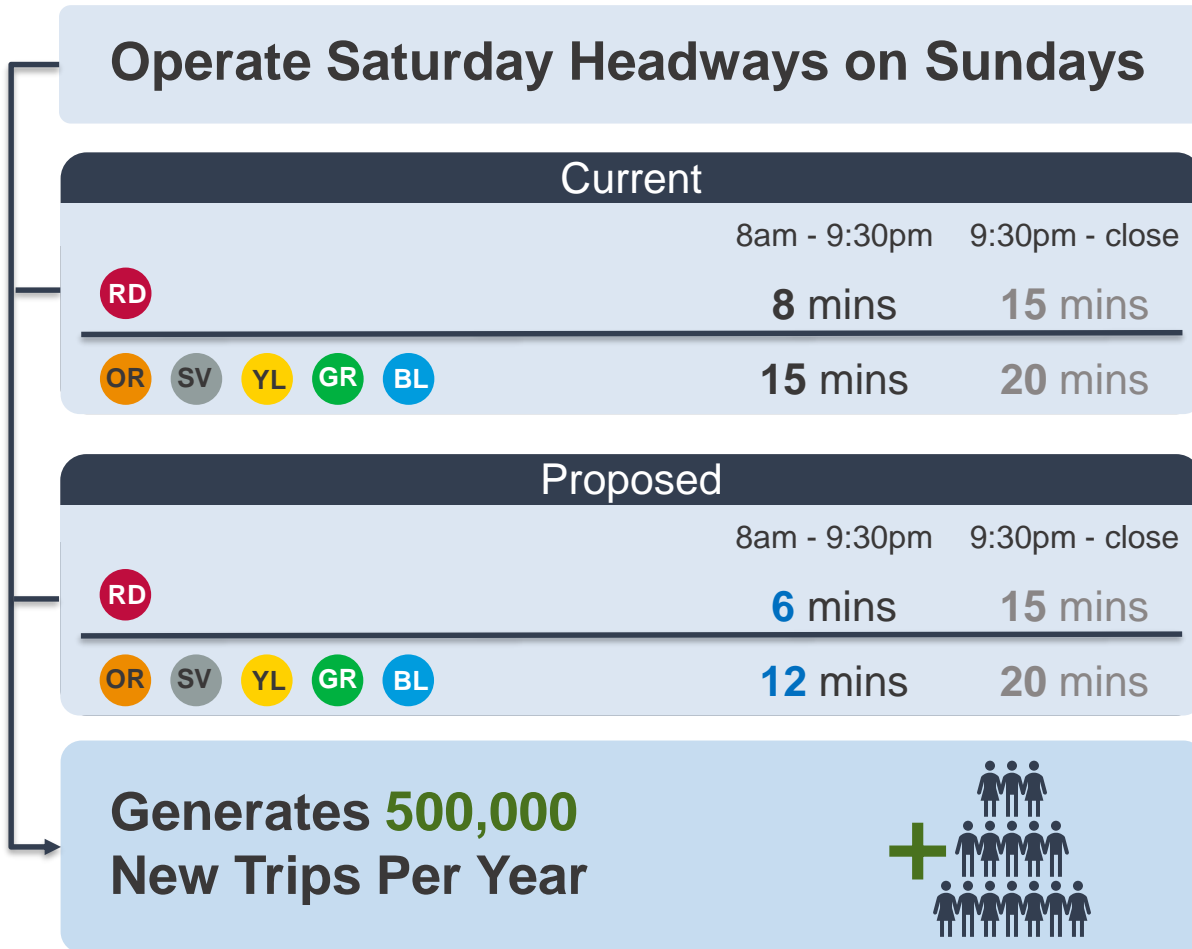 Operate Saturday Headways on Sundays
Current
8am - 9:30pm 9:30pm - close
RD 8 mins 15 mins
OR SV YL GR BL 15 mins 20 mins
Proposed
8am - 9:30pm 9:30pm - close
RD 6 mins 15 mins
OR SV YL GR BL 12 mins 20 mins
Generates 500,000
New Trips Per Year
+